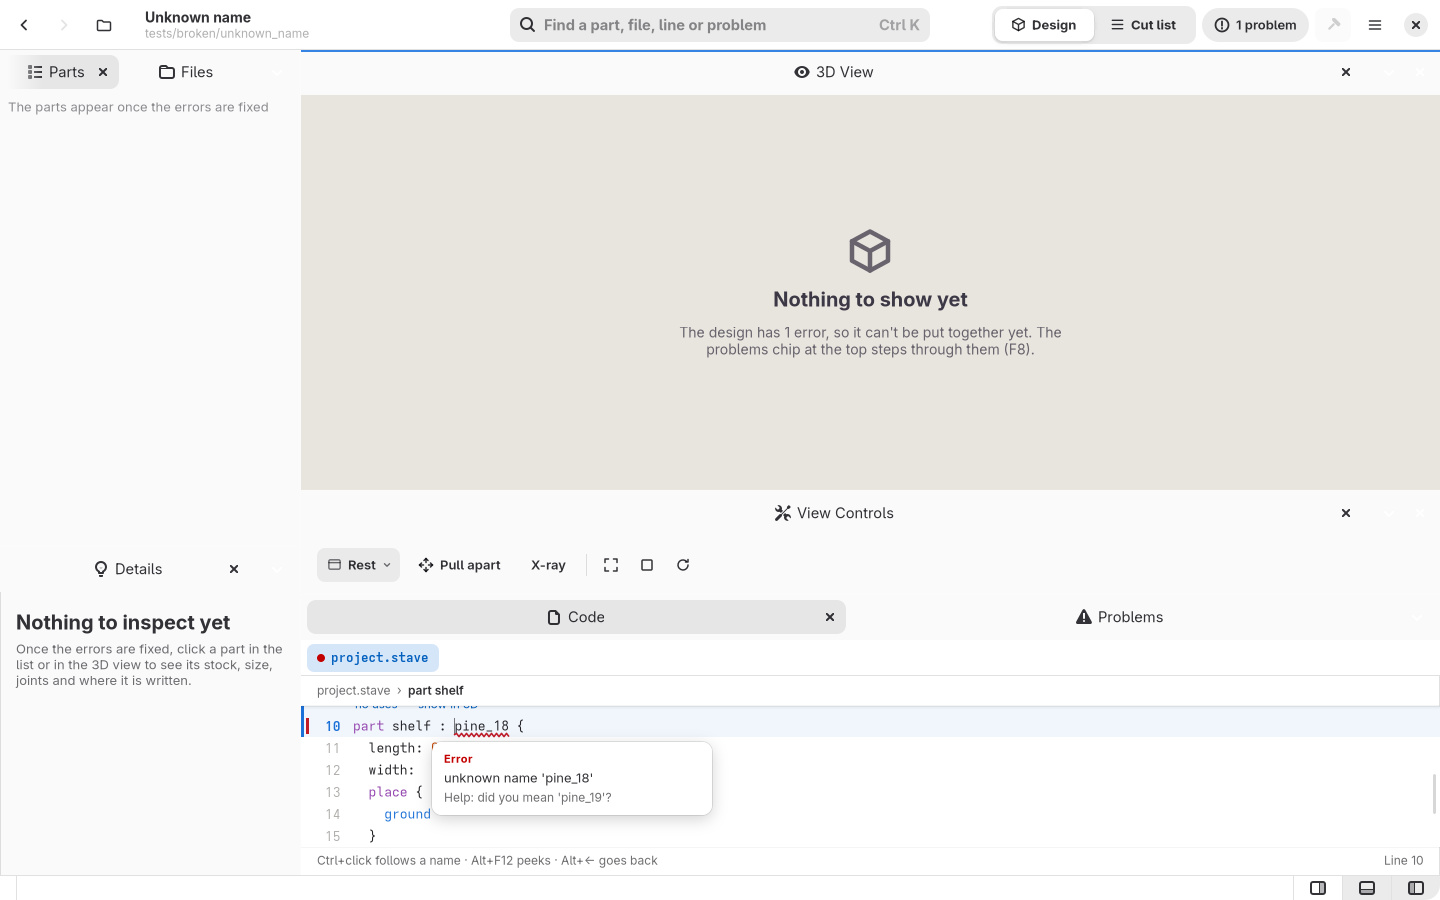 Unknown name
tests/broken/unknown_name
Find a part, file, line or problem
Ctrl K
Design
Cut list
1 problem
Parts
Files
The parts appear once the errors are fixed
3D View
Nothing to show yet
The design has 1 error, so it can't be put together yet. The
problems chip at the top steps through them (F8).
View Controls
Rest
Pull apart
X-ray
Details
Nothing to inspect yet
Once the errors are fixed, click a part in the
list or in the 3D view to see its stock, size,
joints and where it is written.
Code
Problems
project.stave
project.stave › part shelf
10 part shelf : pine_18 {
11 length:
12 width:
13 place {
14 ground
15 }
Error
unknown name 'pine_18'
Help: did you mean 'pine_19'?
Ctrl+click follows a name · Alt+F12 peeks · Alt+← goes back
Line 10